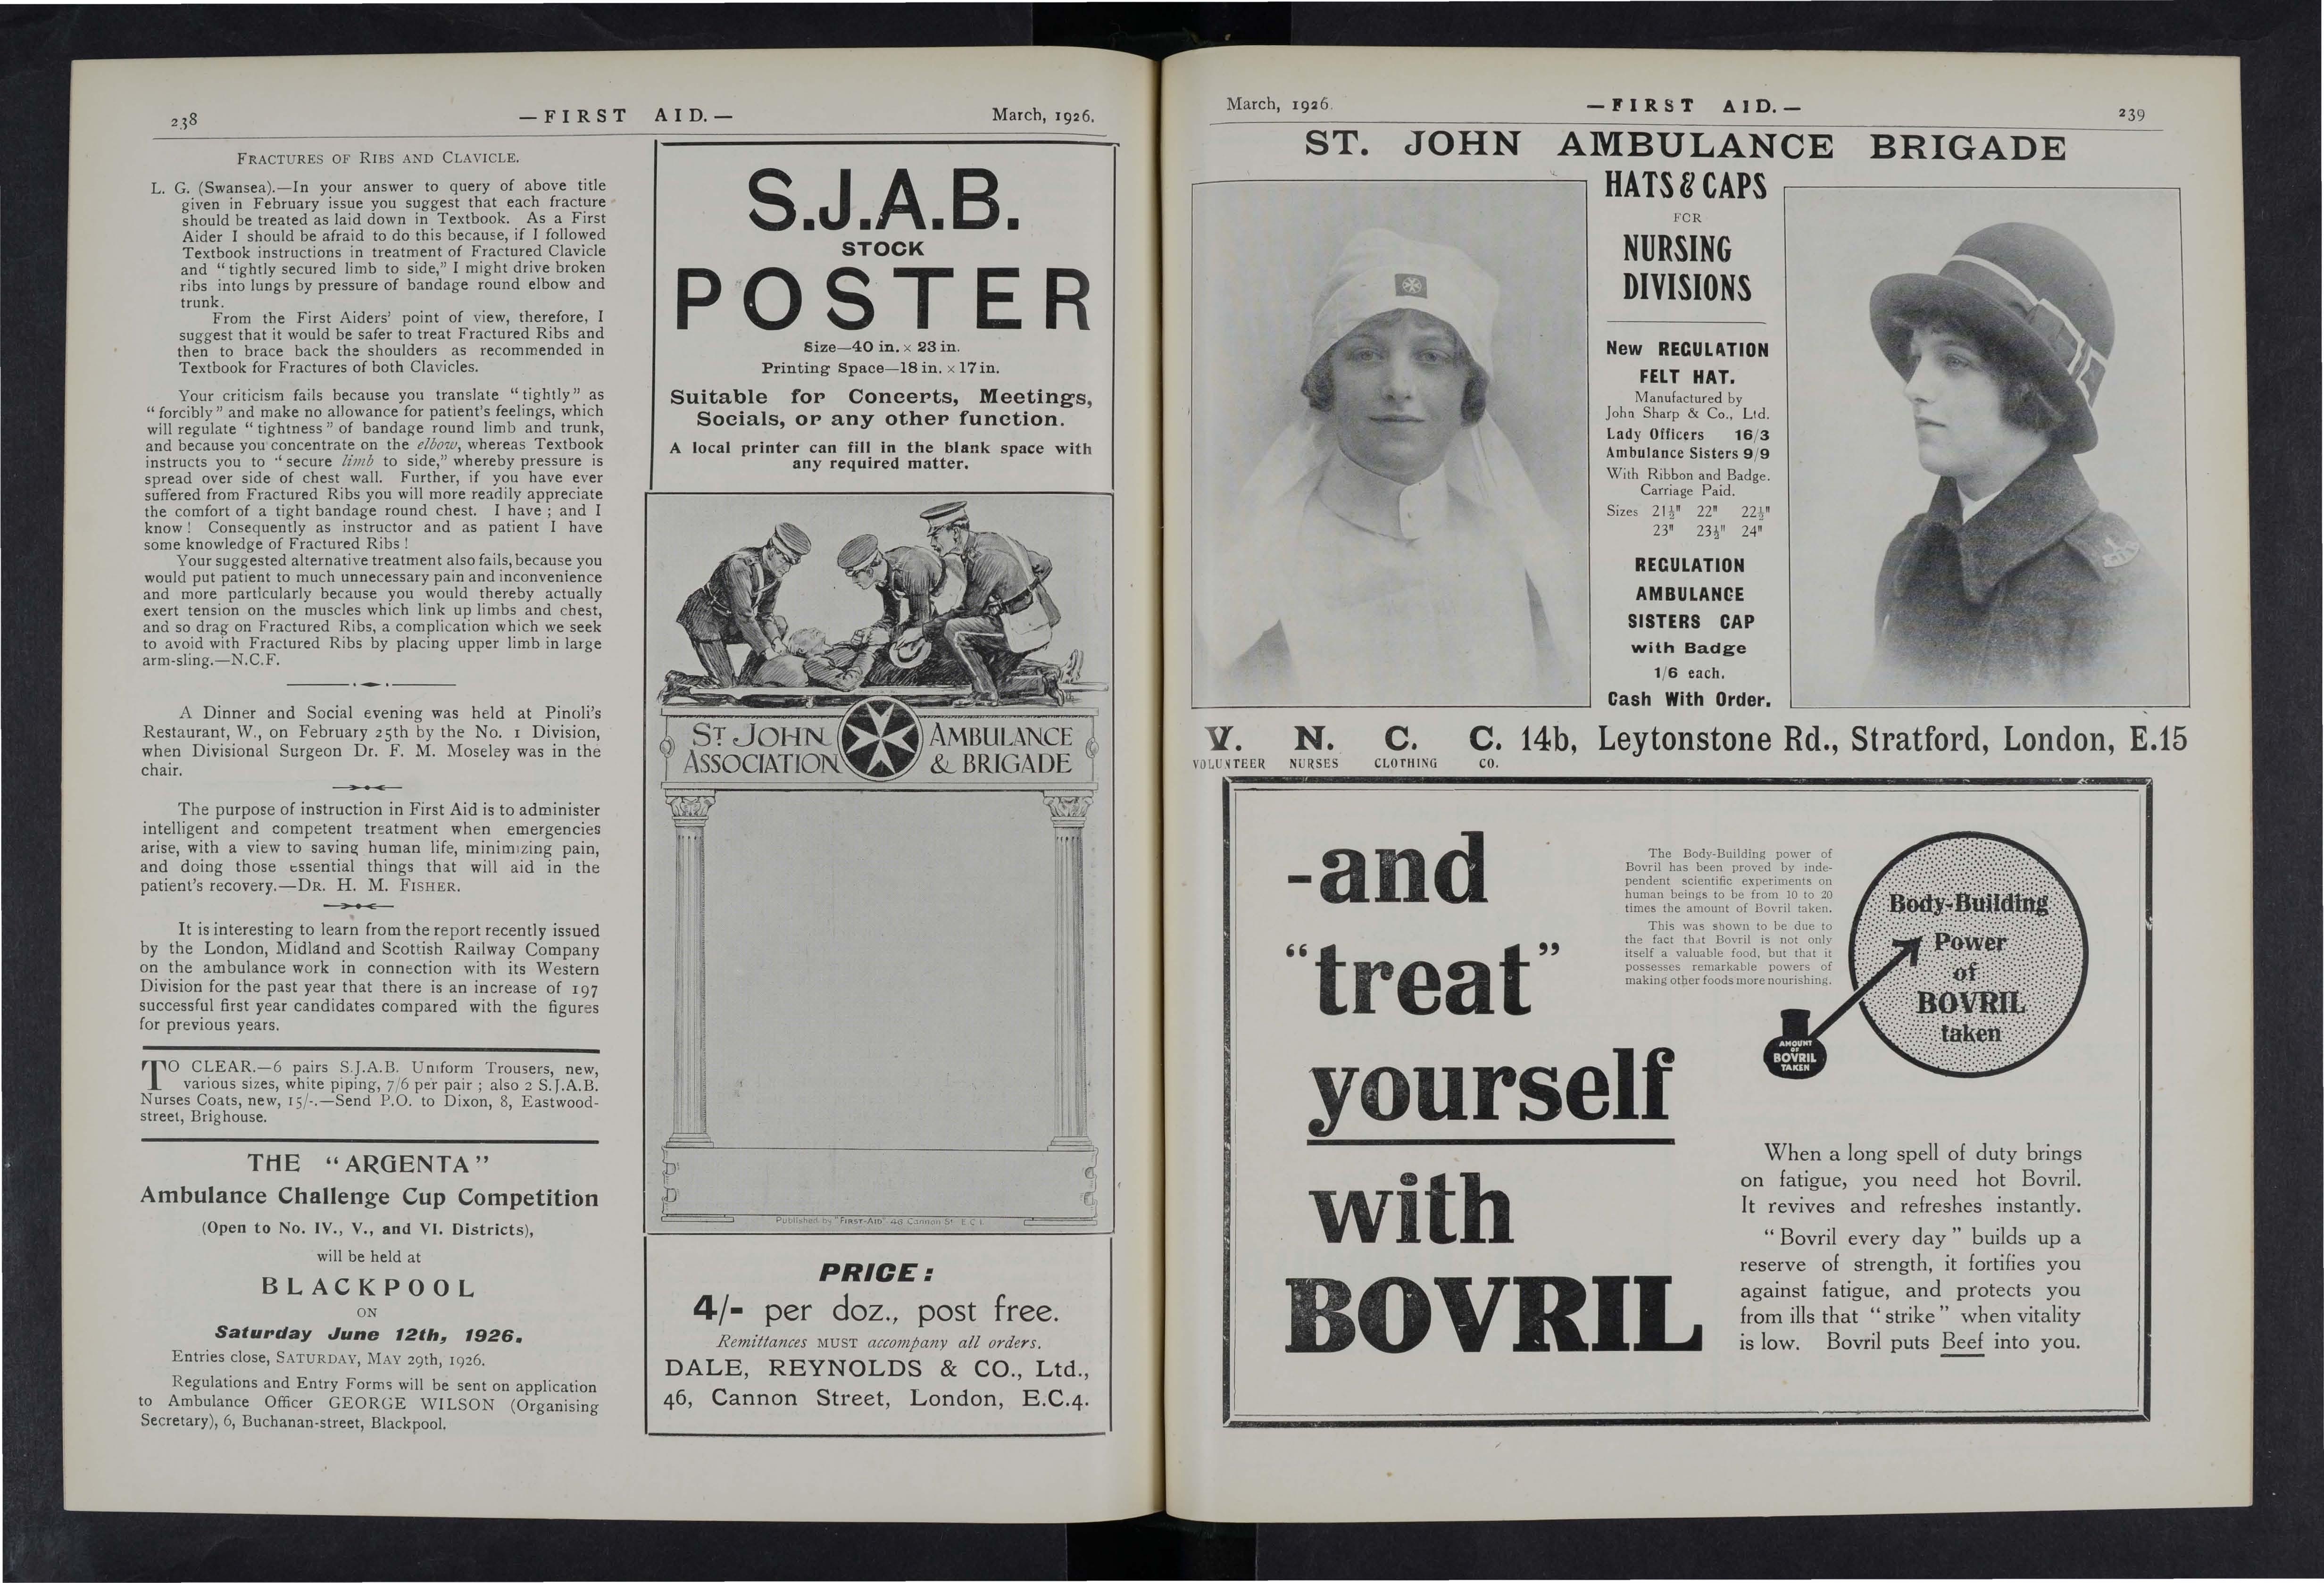 238
—FIRST AID.—
March, 1926.
FRACTURES OF RIBS AND CLAVICLE.
L. G. (Swansea).—In your answer to query of above title
given in February issue you suggest that each fracture
should be treated as laid down in Textbook. As a First
Aider I should be afraid to do this because, if I followed
Textbook instructions in treatment of Fractured Clavicle
and “tightly secured limb to side,” I might drive broken
ribs into lungs by pressure of bandage round elbow and
trunk.
From the First Aiders’ point of view, therefore, I
suggest that it would be safer to treat Fractured Ribs and
then to brace back the shoulders as recommended in
Textbook for Fractures of both Clavicles.
Your criticism fails because you translate “tightly” as
“forcibly” and make no allowance for patient’s feelings, which
will regulate “tightness” of bandage round limb and trunk,
and because you concentrate on the elbow, whereas Textbook
instructs you to “secure limb to side,” whereby pressure is
spread over side of chest wall. Further, if you have ever
suffered from Fractured Ribs you will more readily appreciate
the comfort of a tight bandage round chest. I have ; and I
know ! Consequently as instructor and as patient I have
some knowledge of Fractured Ribs !
Your suggested alternative treatment also fails, because you
would put patient to much unnecessary pain and inconvenience
and more particularly because you would thereby actually
exert tension on the muscles which link up limbs and chest,
and so drag on Fractured Ribs, a complication which we seek
to avoid with Fractured Ribs by placing upper limb in large
arm-sling.—N.C.F.
A Dinner and Social evening was held at Pinoli’s
Restaurant, W., on February 25th by the No. 1 Division,
when Divisional Surgeon Dr. F. M. Moseley was in the
chair.
The purpose of instruction in First Aid is to administer
intelligent and competent treatment when emergencies
arise, with a view to saving human life, minimizing pain,
and doing those essential things that will aid in the
patient’s recovery.—DR. H. M. FISHER.
It is interesting to learn from the report recently issued
by the London, Midland and Scottish Railway Company
on the ambulance work in connection with its Western
Division for the past year that there is an increase of 197
successful first year candidates compared with the figures
for previous years.
TO CLEAR.—6 pairs S.J.A.B. Uniform Trousers, new,
various sizes, white piping, 7/6 per pair ; also 2 S.J.A.B.
Nurses Coats, new, 15/-.—Send P.O. to Dixon, 8, Eastwood-
street, Brighouse.
THE “ARGENTA”
Ambulance Challenge Cup Competition
(Open to No. IV., V., and VI. Districts),
will be held at
BLACKPOOL
ON
Saturday June 12th, 1926.
Entries close, SATURDAY, MAY 29th, 1926.
Regulations and Entry Forms will be sent on application
to Ambulance Officer GEORGE WILSON (Organising
Secretary), 6, Buchanan-street, Blackpool.
S.J.A.B.
STOCK
POSTER
Size—40 in. × 23 in.
Printing Space—18 in. × 17 in.
Suitable for Concerts, Meetings,
Socials, or any other function.
A local printer can fill in the blank space with
any required matter.
ST JOHN AMBULANCE
ASSOCIATION & BRIGADE
Published by "FIRST-AID" 46 Cannon St E.C.4
PRICE :
4/- per doz., post free.
Remittances MUST accompany all orders.
DALE, REYNOLDS & CO., Ltd.,
46, Cannon Street, London, E.C.4.
March, 1926.
—FIRST AID.—
239
ST. JOHN AMBULANCE BRIGADE
HATS & CAPS
FOR
NURSING
DIVISIONS
New REGULATION
FELT HAT.
Manufactured by
John Sharp & Co., Ltd.
Lady Officers 16/3
Ambulance Sisters 9/9
With Ribbon and Badge.
Carriage Paid.
Sizes 21½" 22" 22½"
23" 23½" 24"
REGULATION
AMBULANCE
SISTERS CAP
with Badge
1/6 each.
Cash With Order.
V. N. C. C. 14b, Leytonstone Rd., Stratford, London, E.15
VOLUNTEER NURSES CLOTHING CO.
-and
“treat”
yourself
with
BOVRIL
The Body-Building power of
Bovril has been proved by inde-
pendent scientific experiments on
human beings to be from 10 to 20
times the amount of Bovril taken.
This was shown to be due to
the fact that Bovril is not only
itself a valuable food, but that it
possesses remarkable powers of
making other foods more nourishing.
Body-Building
Power
of
BOVRIL
taken
AMOUNT
OF
BOVRIL
TAKEN
When a long spell of duty brings
on fatigue, you need hot Bovril.
It revives and refreshes instantly.
“Bovril every day” builds up a
reserve of strength, it fortifies you
against fatigue, and protects you
from ills that “strike” when vitality
is low. Bovril puts Beef into you.